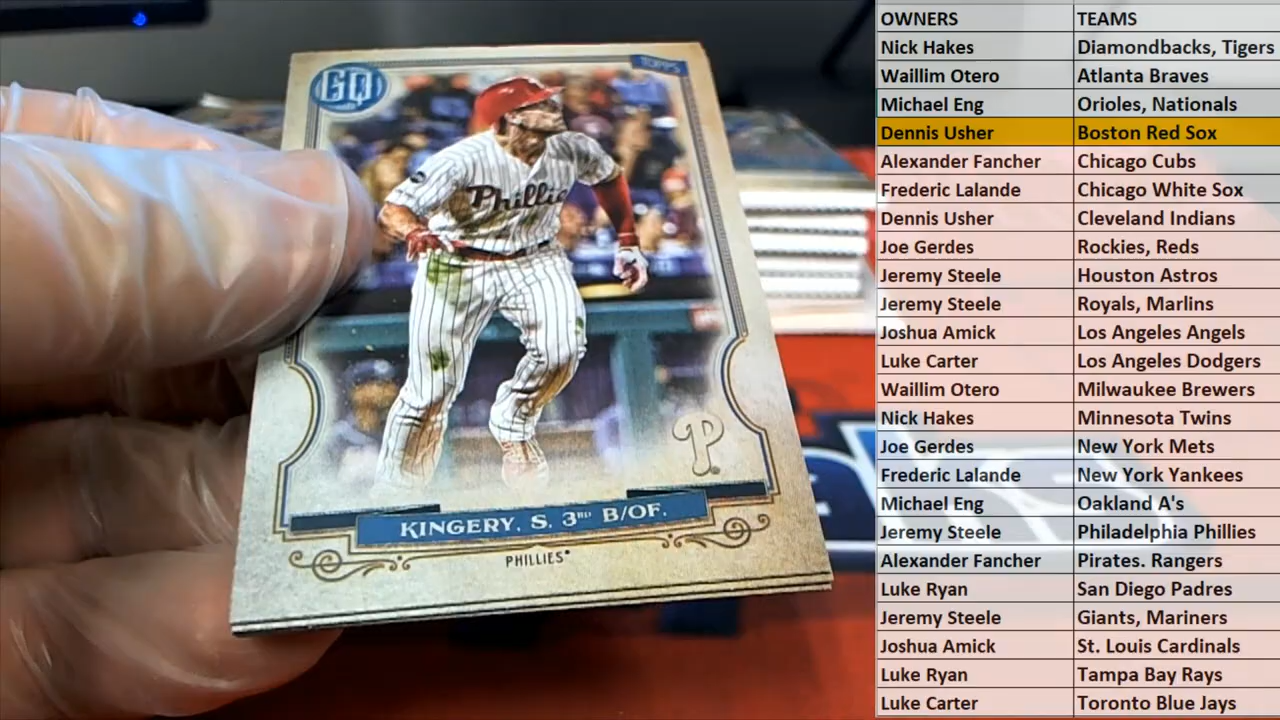 GQ
TOPPS
Phillie
P
KINGERY, S. 3RD B/OF.
PHILLIES
OWNERS TEAMS
Nick Hakes Diamondbacks, Tigers
Waillim Otero Atlanta Braves
Michael Eng Orioles, Nationals
Dennis Usher Boston Red Sox
Alexander Fancher Chicago Cubs
Frederic Lalande Chicago White Sox
Dennis Usher Cleveland Indians
Joe Gerdes Rockies, Reds
Jeremy Steele Houston Astros
Jeremy Steele Royals, Marlins
Joshua Amick Los Angeles Angels
Luke Carter Los Angeles Dodgers
Waillim Otero Milwaukee Brewers
Nick Hakes Minnesota Twins
Joe Gerdes New York Mets
Frederic Lalande New York Yankees
Michael Eng Oakland A's
Jeremy Steele Philadelphia Phillies
Alexander Fancher Pirates. Rangers
Luke Ryan San Diego Padres
Jeremy Steele Giants, Mariners
Joshua Amick St. Louis Cardinals
Luke Ryan Tampa Bay Rays
Luke Carter Toronto Blue Jays